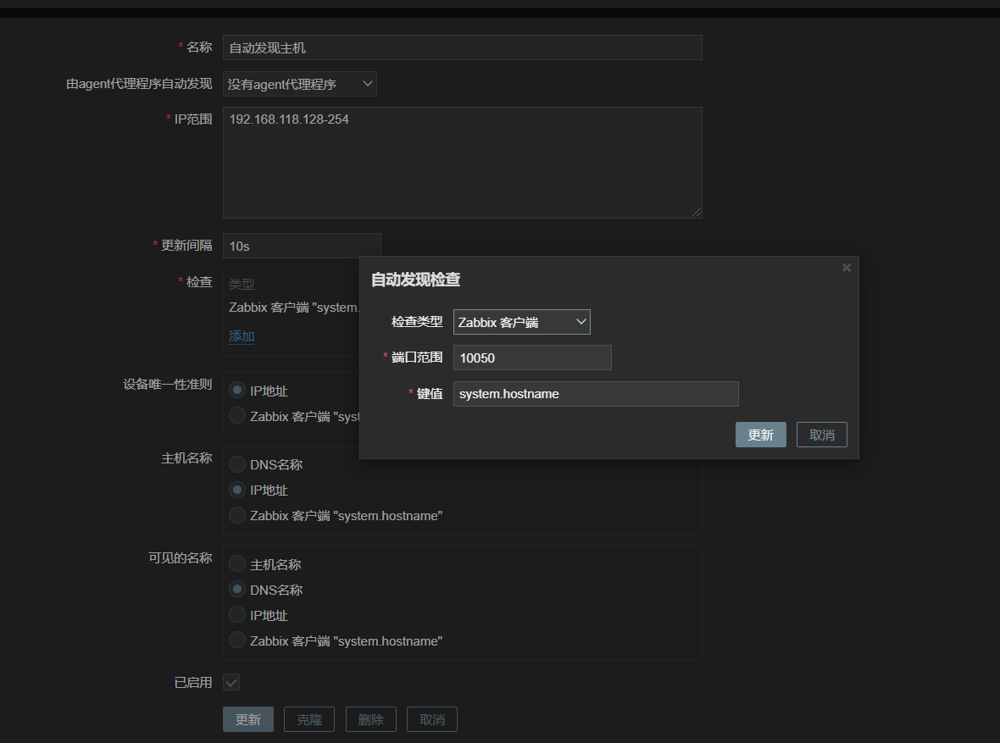 * 名称 自动发现主机
由agent代理程序自动发现 没有agent代理程序
* IP范围 192.168.118.128-254
* 更新间隔 10s
* 检查 类型
Zabbix 客户端 "system.
添加
自动发现检查
检查类型 Zabbix 客户端
* 端口范围 10050
* 键值 system.hostname
更新 取消
设备唯一性准则 IP地址
Zabbix 客户端 "syst
主机名称 DNS名称
IP地址
Zabbix 客户端 "system.hostname"
可见的名称 主机名称
DNS名称
IP地址
Zabbix 客户端 "system.hostname"
已启用
更新 克隆 删除 取消